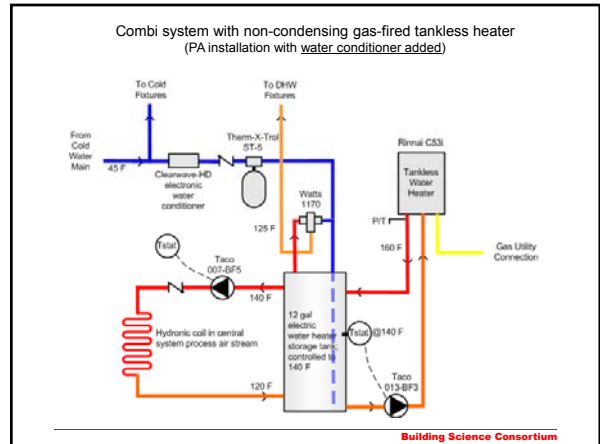 Combi system with non-condensing gas-fired tankless heater
(PA installation with water conditioner added)
To Cold
Fixtures
To DHW
Fixtures
From
Cold
Water
Main
45 F
Clearwave-HD
electronic
water
conditioner
Therm-X-Trol
ST-5
Rinnai C53i
Tankless
Water
Heater
Watts
1170
125 F
P/T
160 F
Gas Utility
Connection
Tstat
Taco
007-BF5
140 F
Hydronic coil in central
system process air stream
12 gal
electric
water heater
storage tank
controlled to
140 F
Tstat
@140 F
120 F
Taco
013-BF3
Building Science Consortium